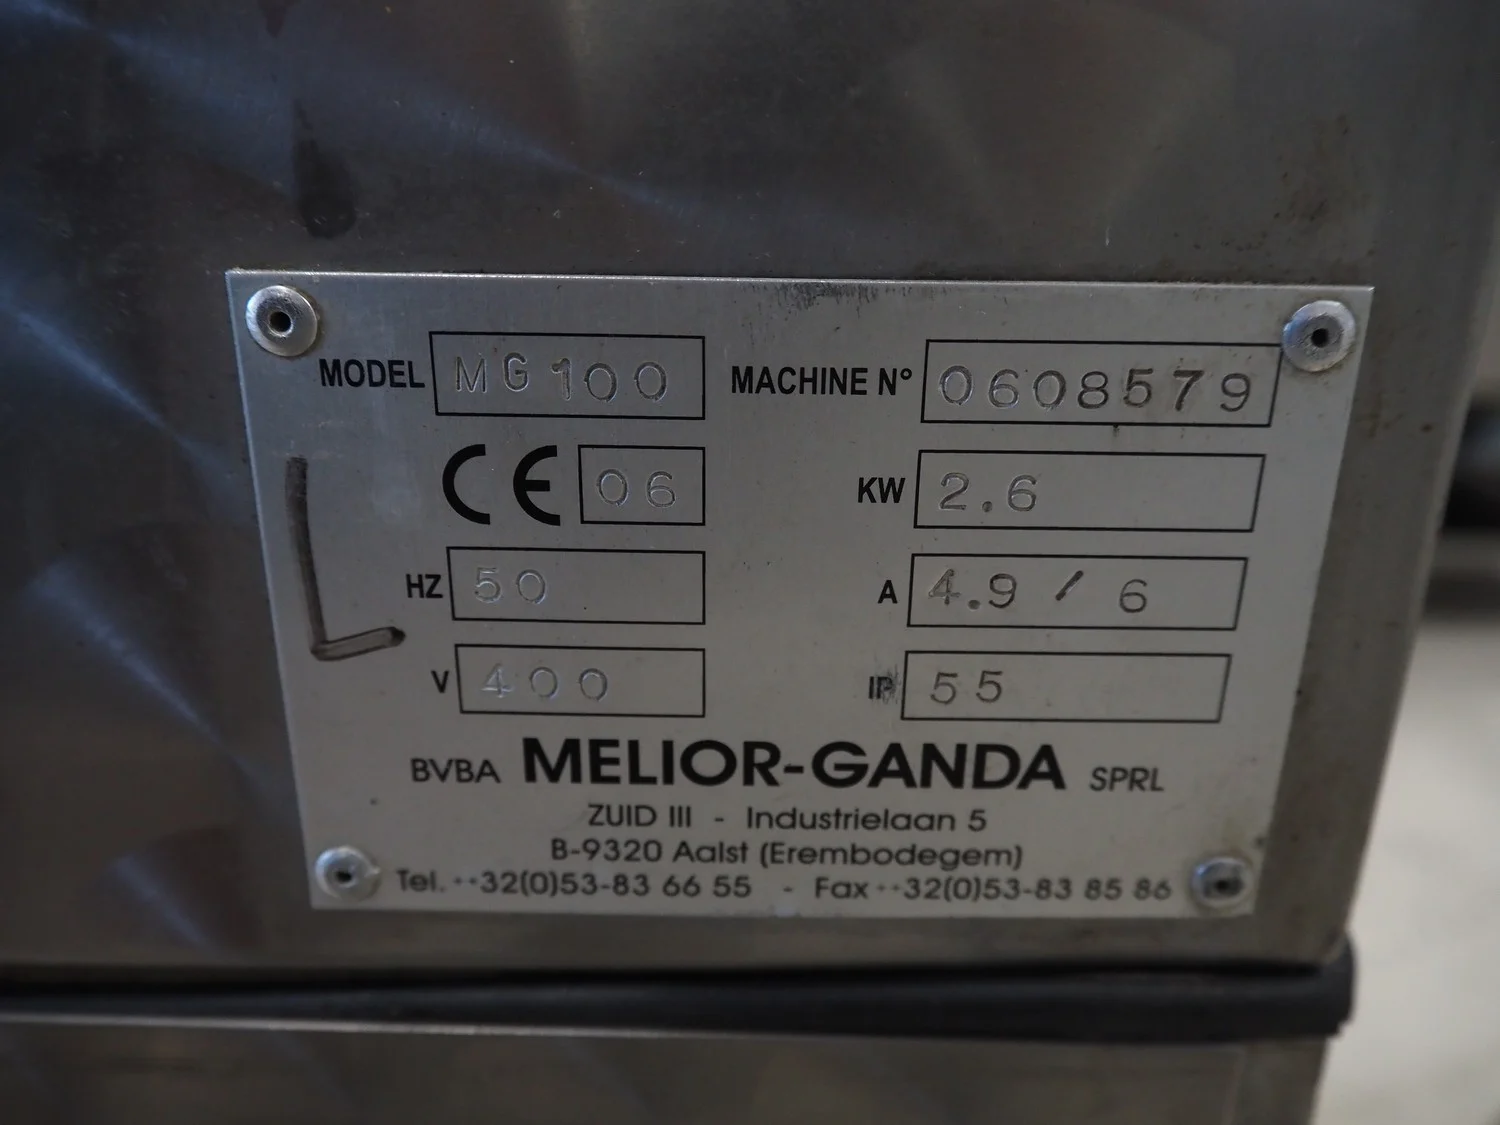 MODEL MG100 MACHINE N° 0608579
CE 06 KW 2.6
HZ 50 A 4.9 / 6
V 400 IP 55
BVBA MELIOR-GANDA SPRL
ZUID III - Industrielaan 5
B-9320 Aalst (Erembodegem)
Tel. ++32(0)53-83 66 55 - Fax ++32(0)53-83 85 86